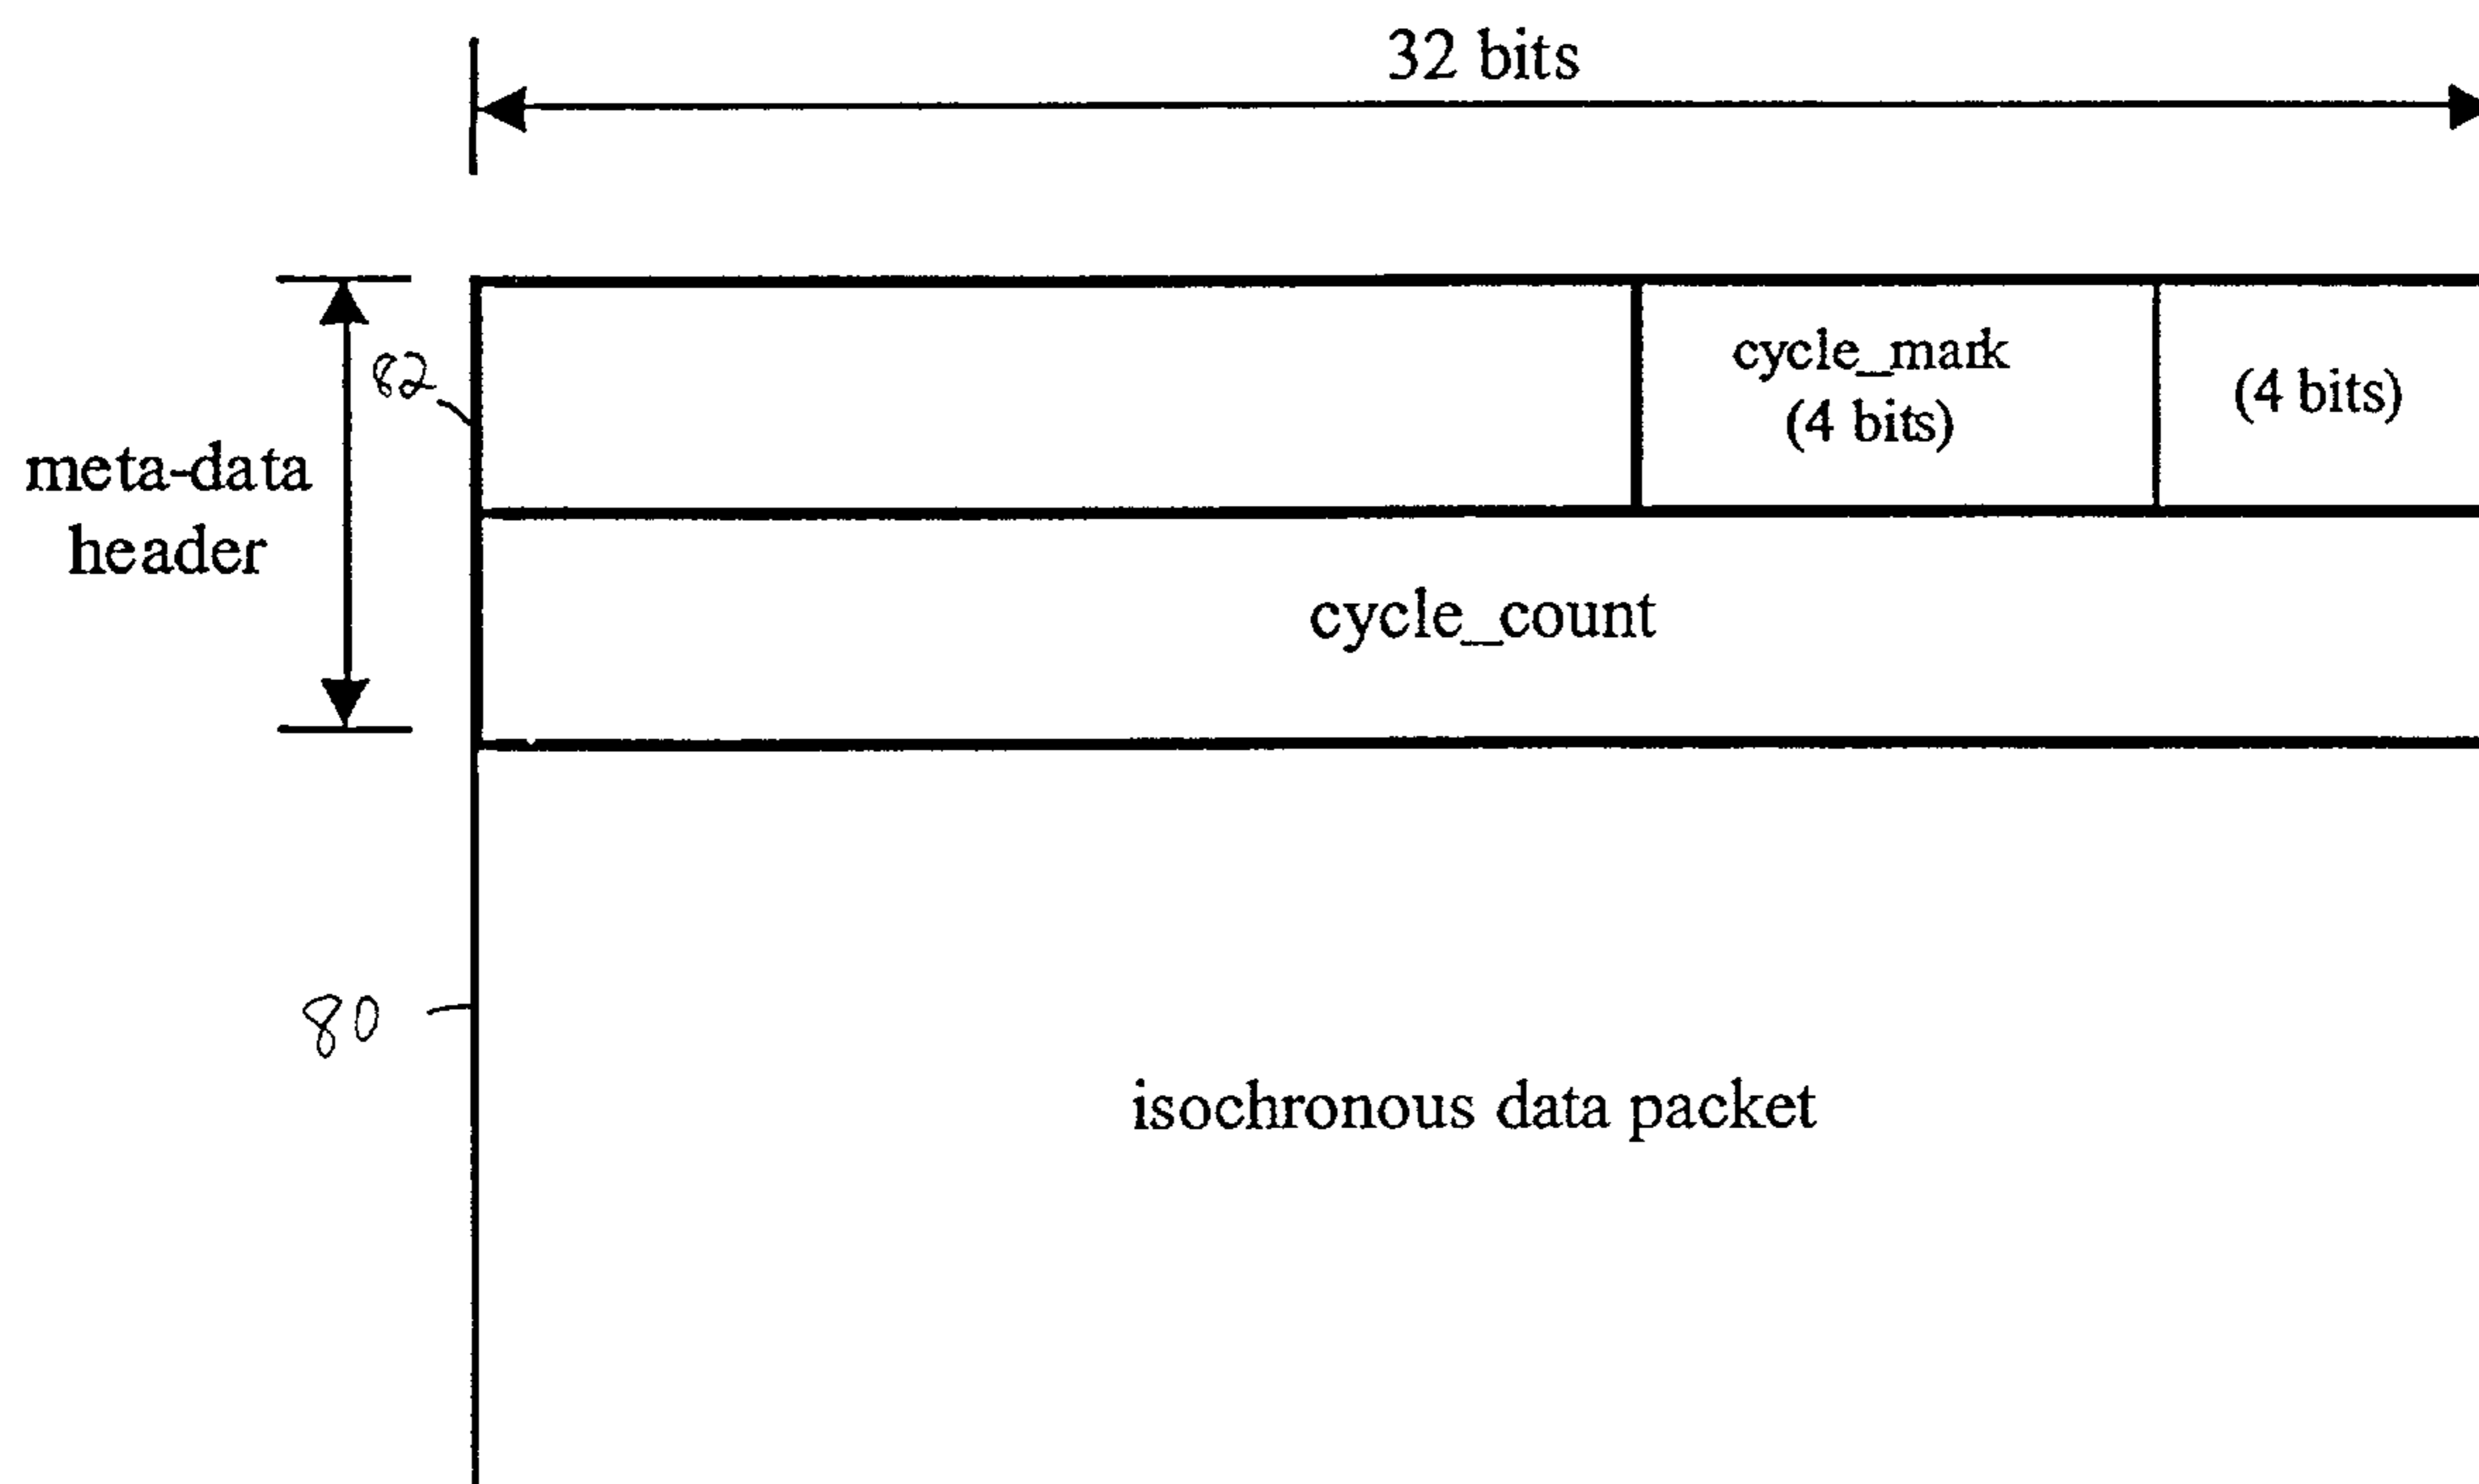 32 bits
82
cycle_mark
(4 bits)
(4 bits)
meta-data
header
cycle_count
80
isochronous data packet